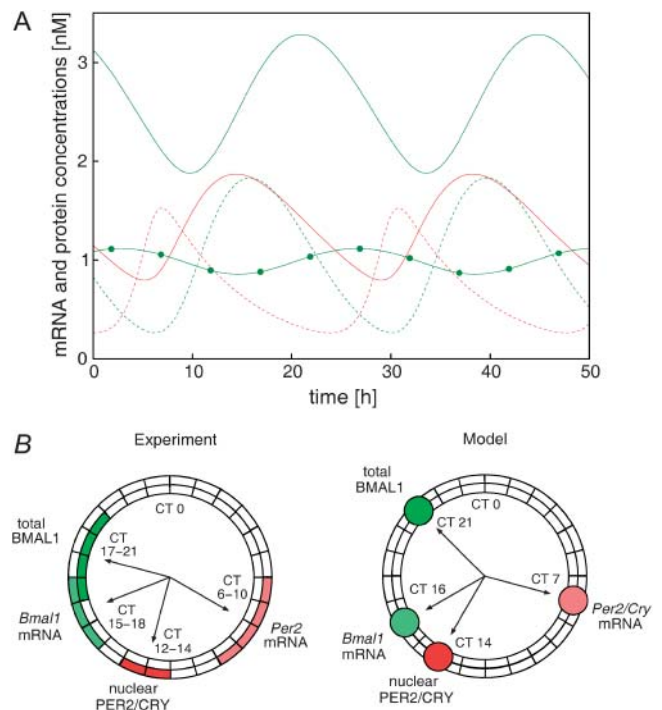 A
mRNA and protein concentrations [nM]
3
2
1
0
0
10
20
30
40
50
time [h]
B
Experiment
CT 0
total
BMAL1
CT
17–21
CT
15–18
CT
12–14
CT
6–10
Bmal1
mRNA
Per2
mRNA
nuclear
PER2/CRY
Model
CT 0
total
BMAL1
CT 21
CT 7
CT 16
CT 14
Per2/Cry
mRNA
Bmal1
mRNA
nuclear
PER2/CRY